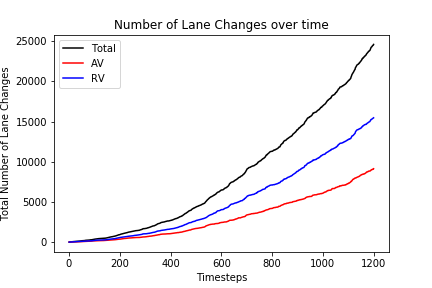 Number of Lane Changes over time
Total Number of Lane Changes
25000
20000
15000
10000
5000
0
Total
AV
RV
0 200 400 600 800 1000 1200
Timesteps